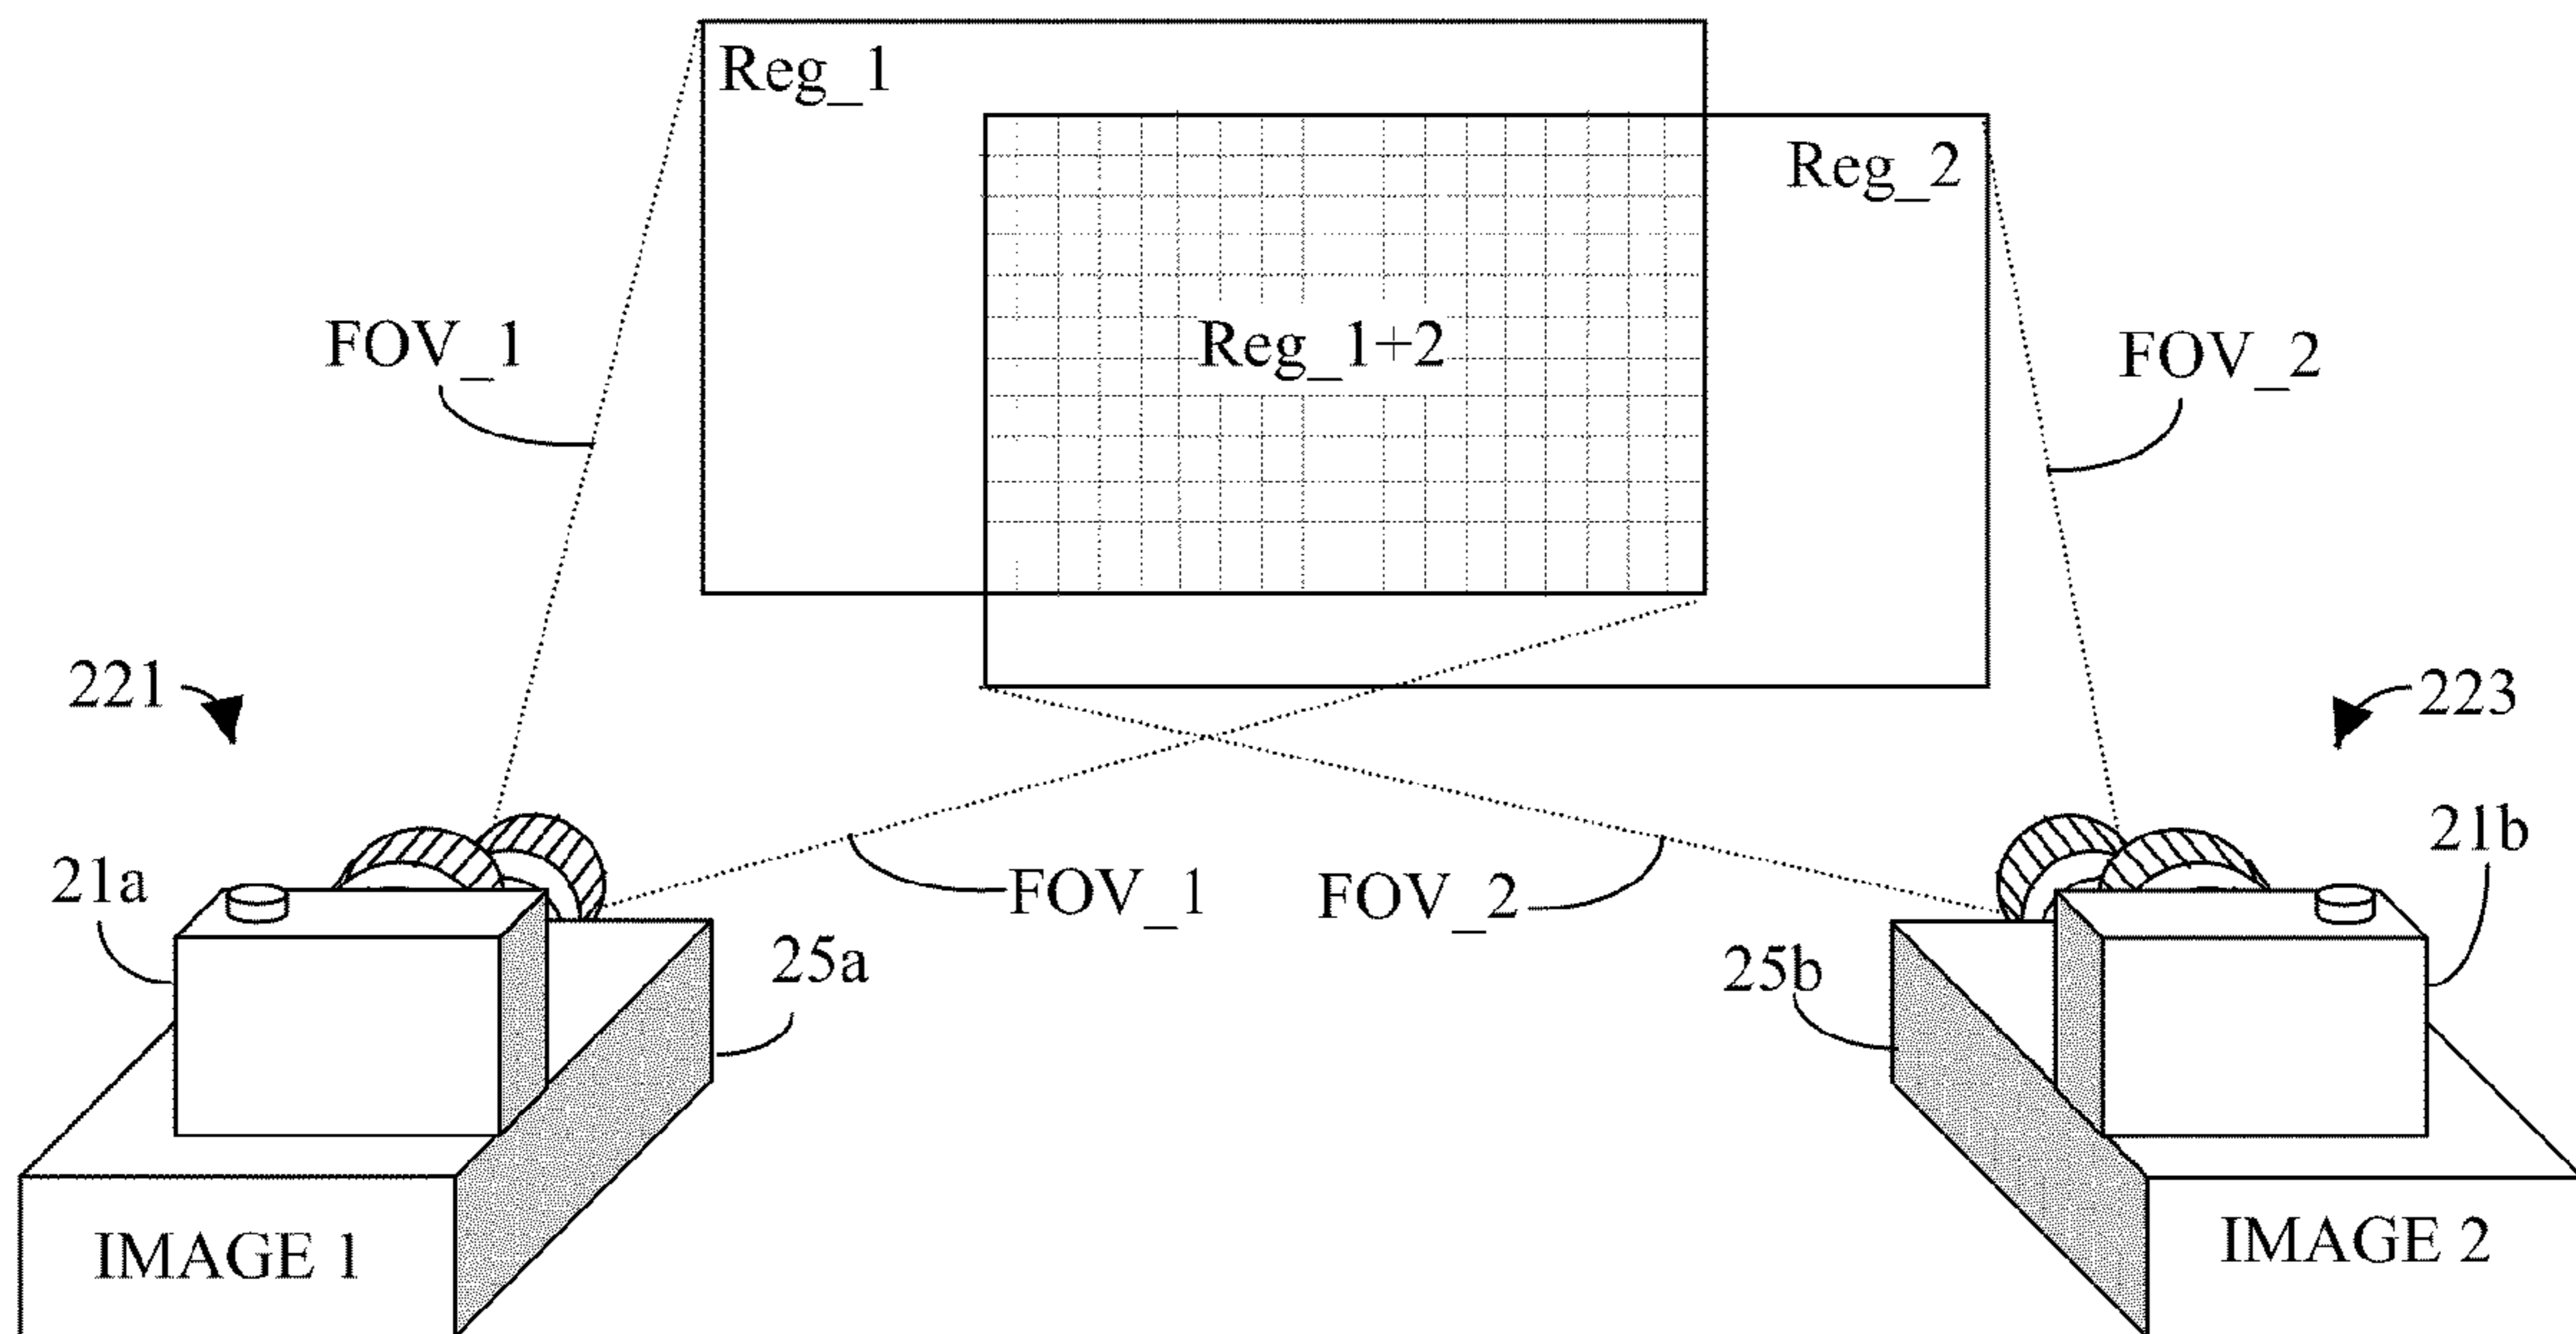 Reg_1
Reg_2
Reg_1+2
FOV_1
FOV_2
221
223
21a
FOV_1
FOV_2
21b
25a
25b
IMAGE 1
IMAGE 2